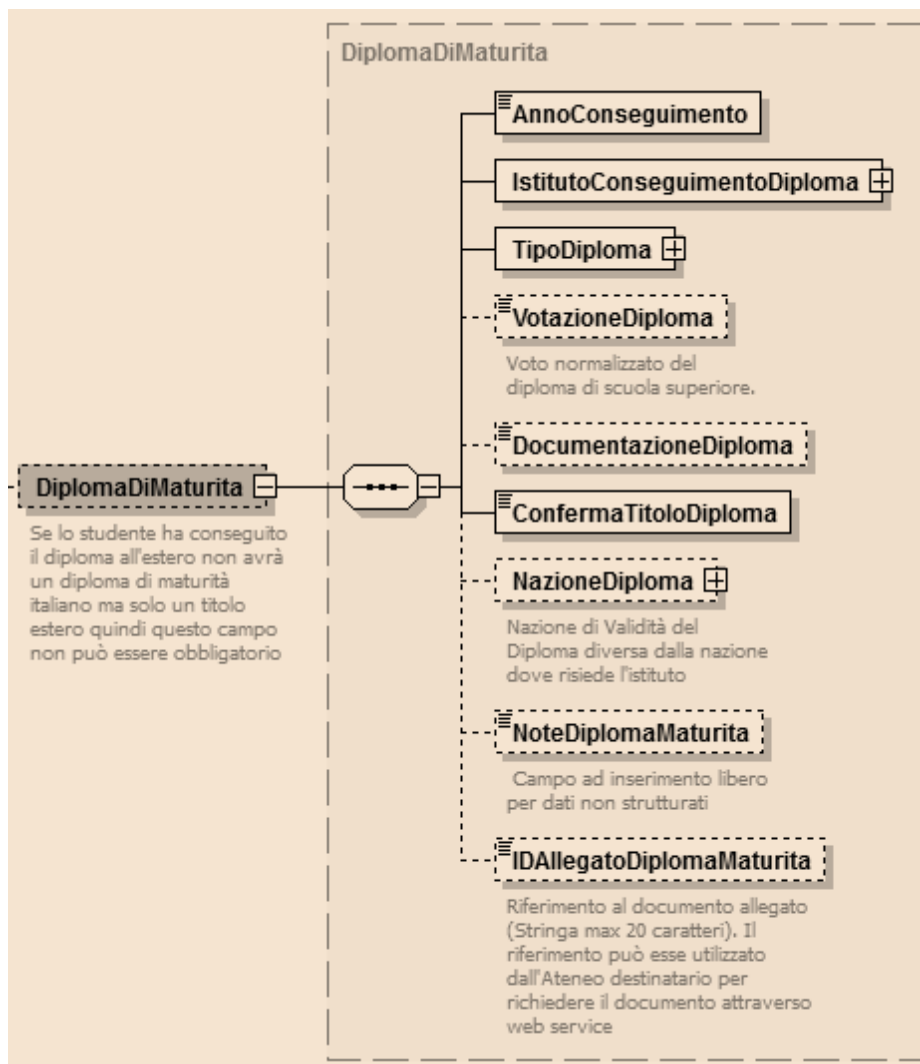 DiplomaDiMaturita
AnnoConseguimento
IstitutoConseguimentoDiploma
TipoDiploma
VotazioneDiploma
Voto normalizzato del
diploma di scuola superiore.
DocumentazioneDiploma
DiplomaDiMaturita
Se lo studente ha conseguito
il diploma all'estero non avrà
un diploma di maturità
italiano ma solo un titolo
estero quindi questo campo
non può essere obbligatorio
ConfermaTitoloDiploma
NazioneDiploma
Nazione di Validità del
Diploma diversa dalla nazione
dove risiede l'istituto
NoteDiplomaMaturita
Campo ad inserimento libero
per dati non strutturati
IDAllegatoDiplomaMaturita
Riferimento al documento allegato
(Stringa max 20 caratteri). Il
riferimento può esse utilizzato
dall'Ateneo destinatario per
richiedere il documento attraverso
web service